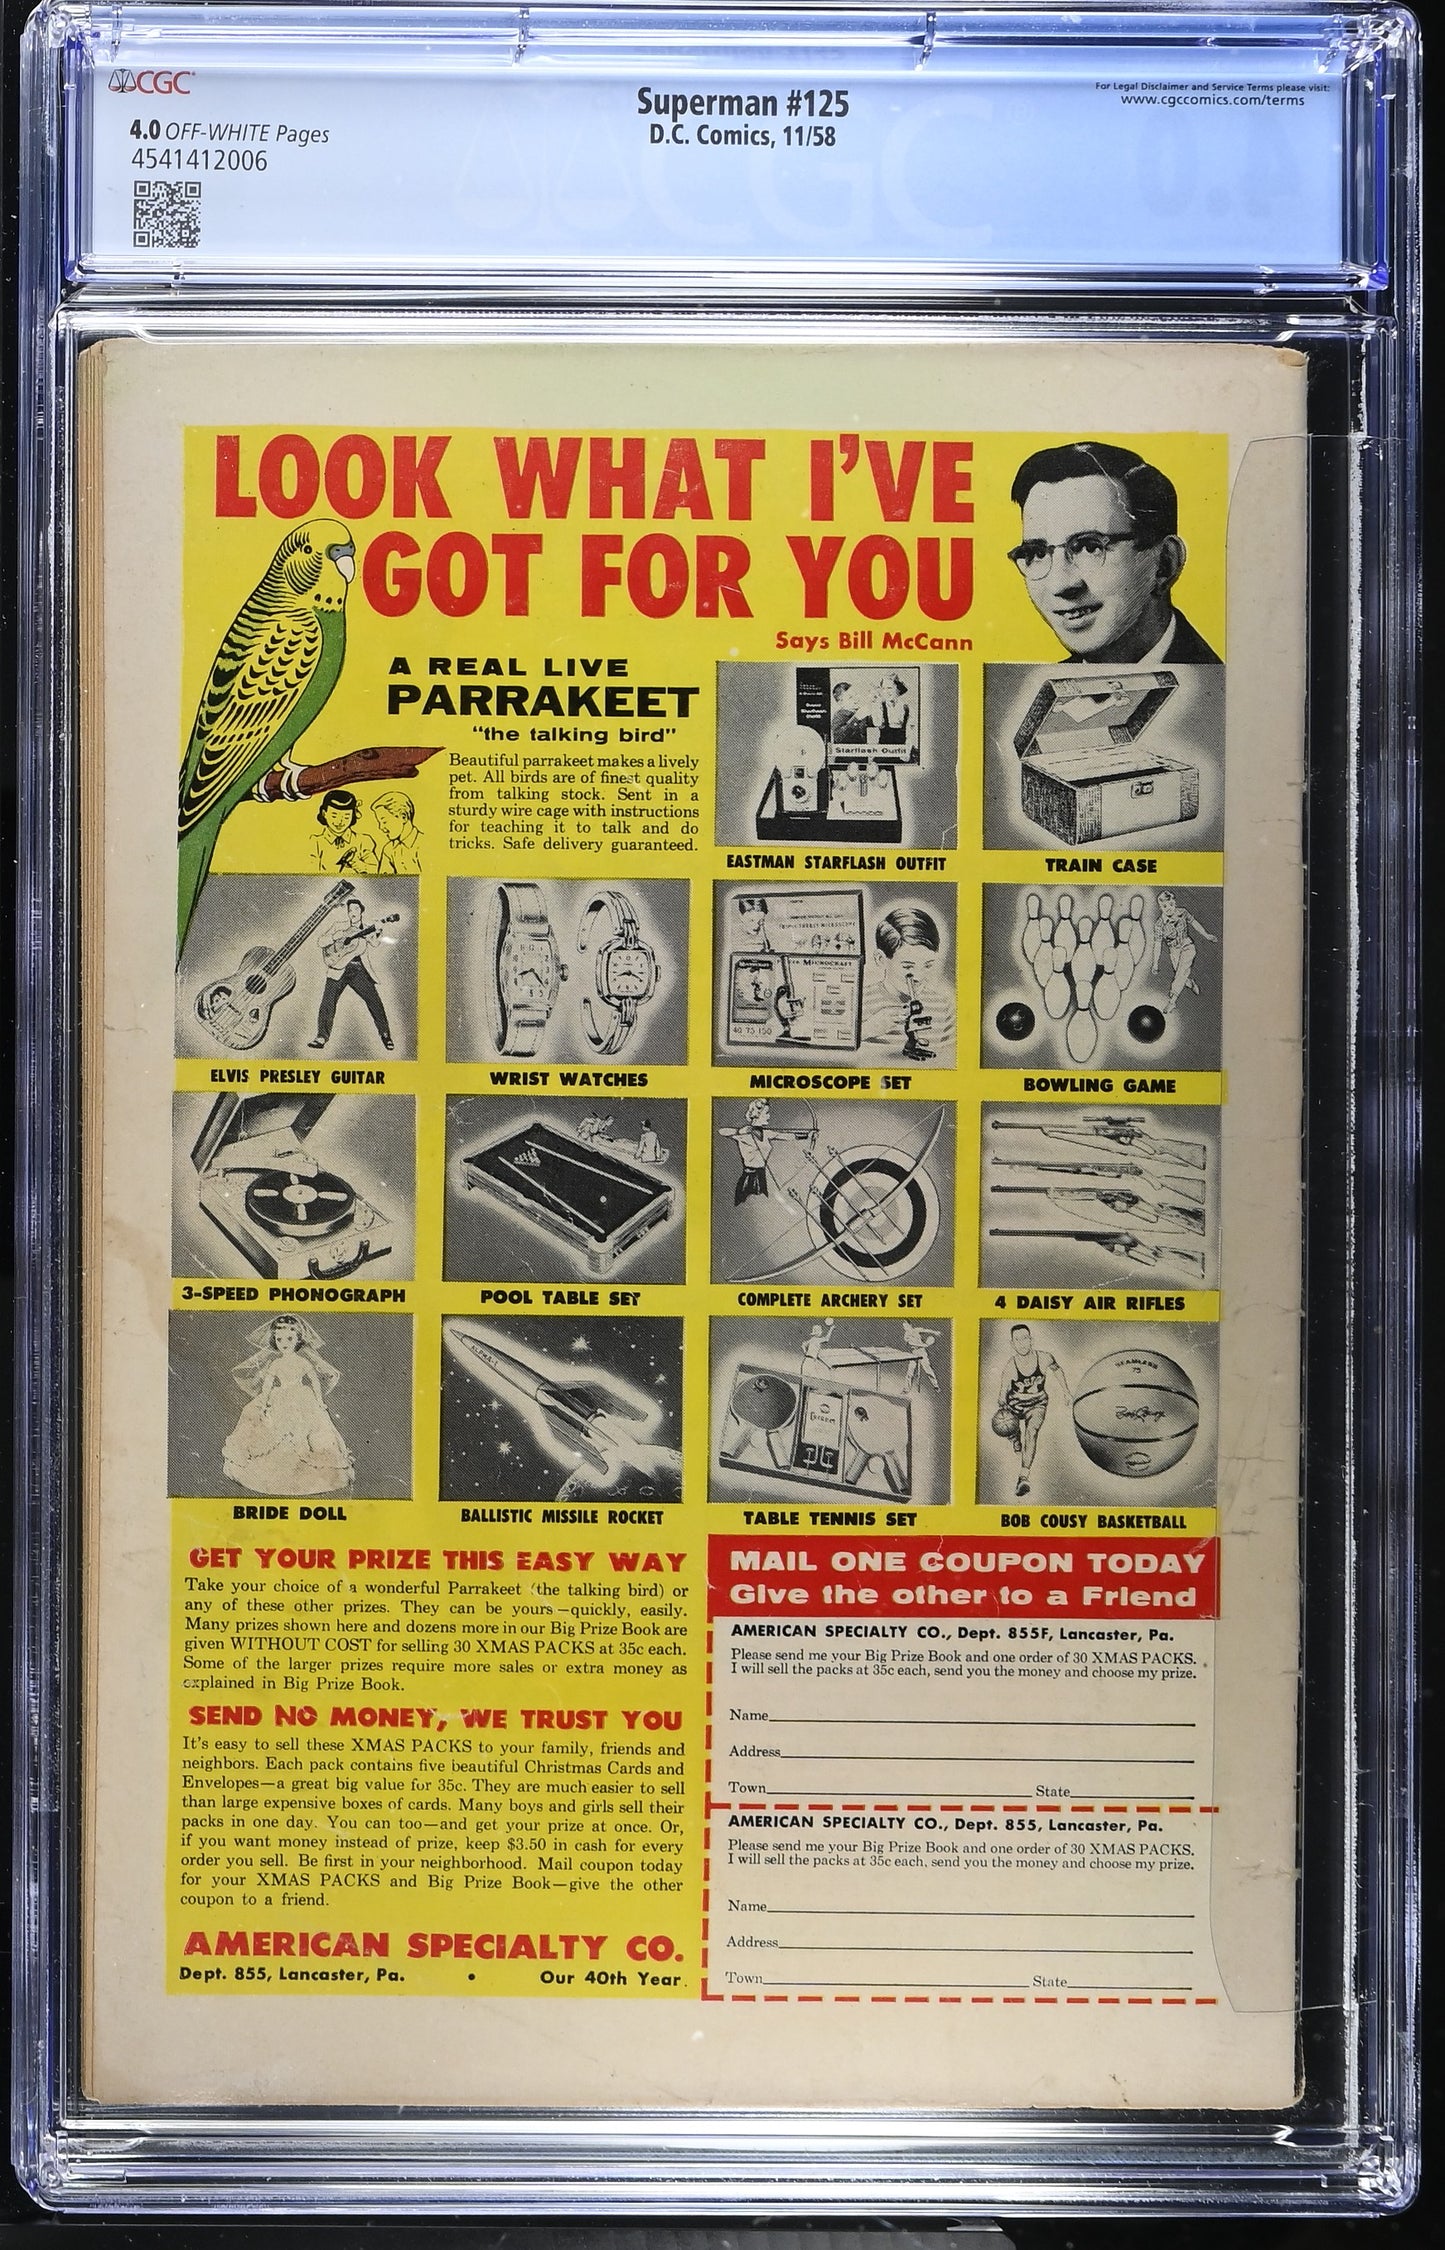 CGC
Superman #125
D.C. Comics, 11/58
For Legal Disclaimer and Service Terms please visit:
www.cgccomics.com/terms
4.0 OFF-WHITE Pages
4541412006
LOOK WHAT I'VE
GOT FOR YOU
Says Bill McCann
A REAL LIVE
PARRAKEET
"the talking bird"
Beautiful parrakeet makes a lively
pet. All birds are of finest quality
from talking stock. Sent in a
sturdy wire cage with instructions
for teaching it to talk and do
tricks. Safe delivery guaranteed.
Starflash Outfit
EASTMAN STARFLASH OUTFIT
TRAIN CASE
ELVIS PRESLEY GUITAR
WRIST WATCHES
MICROCRAFT
40 75 150
MICROSCOPE SET
BOWLING GAME
3-SPEED PHONOGRAPH
POOL TABLE SET
COMPLETE ARCHERY SET
4 DAISY AIR RIFLES
BRIDE DOLL
ALPHA-1
BALLISTIC MISSILE ROCKET
TABLE TENNIS SET
SEAMLESS
Bob Cousy
BOB COUSY BASKETBALL
GET YOUR PRIZE THIS EASY WAY
Take your choice of a wonderful Parrakeet (the talking bird) or
any of these other prizes. They can be yours—quickly, easily.
Many prizes shown here and dozens more in our Big Prize Book are
given WITHOUT COST for selling 30 XMAS PACKS at 35c each.
Some of the larger prizes require more sales or extra money as
explained in Big Prize Book.
SEND NO MONEY, WE TRUST YOU
It's easy to sell these XMAS PACKS to your family, friends and
neighbors. Each pack contains five beautiful Christmas Cards and
Envelopes—a great big value for 35c. They are much easier to sell
than large expensive boxes of cards. Many boys and girls sell their
packs in one day. You can too—and get your prize at once. Or,
if you want money instead of prize, keep $3.50 in cash for every
order you sell. Be first in your neighborhood. Mail coupon today
for your XMAS PACKS and Big Prize Book—give the other
coupon to a friend.
AMERICAN SPECIALTY CO.
Dept. 855, Lancaster, Pa. • Our 40th Year.
MAIL ONE COUPON TODAY
Give the other to a Friend
AMERICAN SPECIALTY CO., Dept. 855F, Lancaster, Pa.
Please send me your Big Prize Book and one order of 30 XMAS PACKS.
I will sell the packs at 35c each, send you the money and choose my prize.
Name
Address
Town State
AMERICAN SPECIALTY CO., Dept. 855, Lancaster, Pa.
Please send me your Big Prize Book and one order of 30 XMAS PACKS.
I will sell the packs at 35c each, send you the money and choose my prize.
Name
Address
Town State